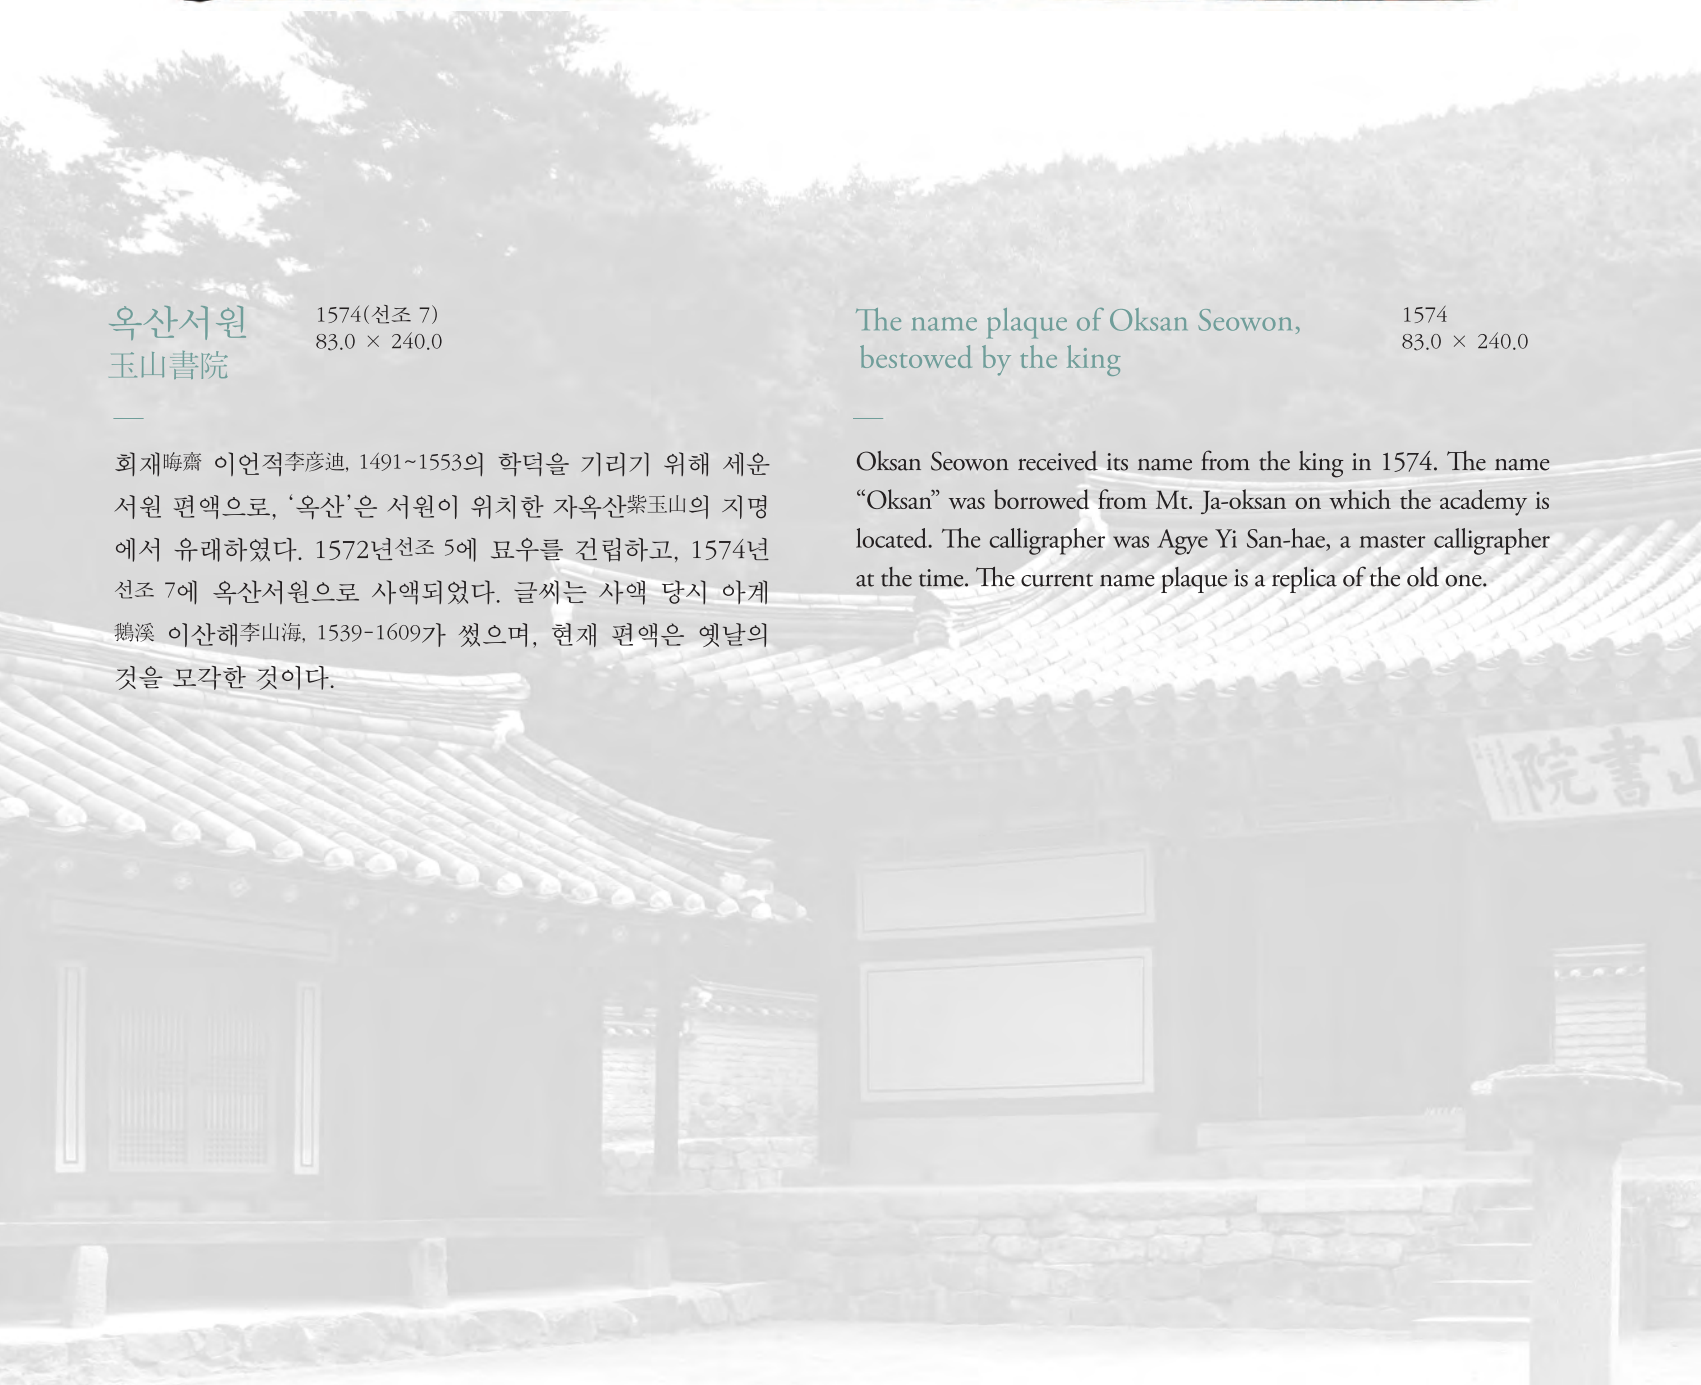 옥산서원
玉山書院
1574(선조 7)
83.0 × 240.0
회재晦齋 이언적李彦迪, 1491~1553의 학덕을 기리기 위해 세운
서원 편액으로, ‘옥산’은 서원이 위치한 자옥산紫玉山의 지명
에서 유래하였다. 1572년선조 5에 묘우를 건립하고, 1574년
선조 7에 옥산서원으로 사액되었다. 글씨는 사액 당시 아계
鵝溪 이산해李山海, 1539-1609가 썼으며, 현재 편액은 옛날의
것을 모각한 것이다.
The name plaque of Oksan Seowon,
bestowed by the king
1574
83.0 × 240.0
Oksan Seowon received its name from the king in 1574. The name
“Oksan” was borrowed from Mt. Ja-oksan on which the academy is
located. The calligrapher was Agye Yi San-hae, a master calligrapher
at the time. The current name plaque is a replica of the old one.
院書山